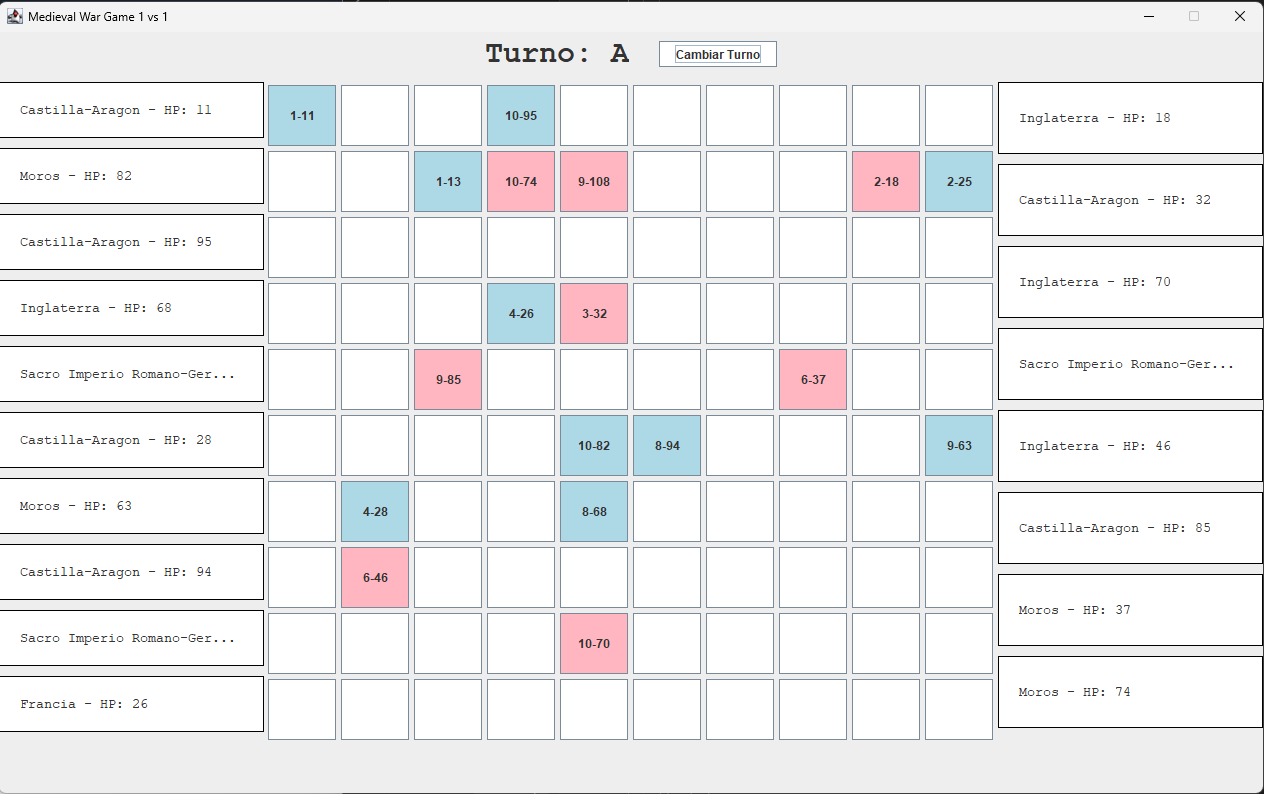 Medieval War Game 1 vs 1
Turno: A
Cambiar Turno
Castilla-Aragon - HP: 11
Moros - HP: 82
Castilla-Aragon - HP: 95
Inglaterra - HP: 68
Sacro Imperio Romano-Ger...
Castilla-Aragon - HP: 28
Moros - HP: 63
Castilla-Aragon - HP: 94
Sacro Imperio Romano-Ger...
Francia - HP: 26
1-11 10-95
1-13 10-74 9-108 2-18 2-25
4-26 3-32
9-85 6-37
10-82 8-94 9-63
4-28 8-68
6-46
10-70
Inglaterra - HP: 18
Castilla-Aragon - HP: 32
Inglaterra - HP: 70
Sacro Imperio Romano-Ger...
Inglaterra - HP: 46
Castilla-Aragon - HP: 85
Moros - HP: 37
Moros - HP: 74